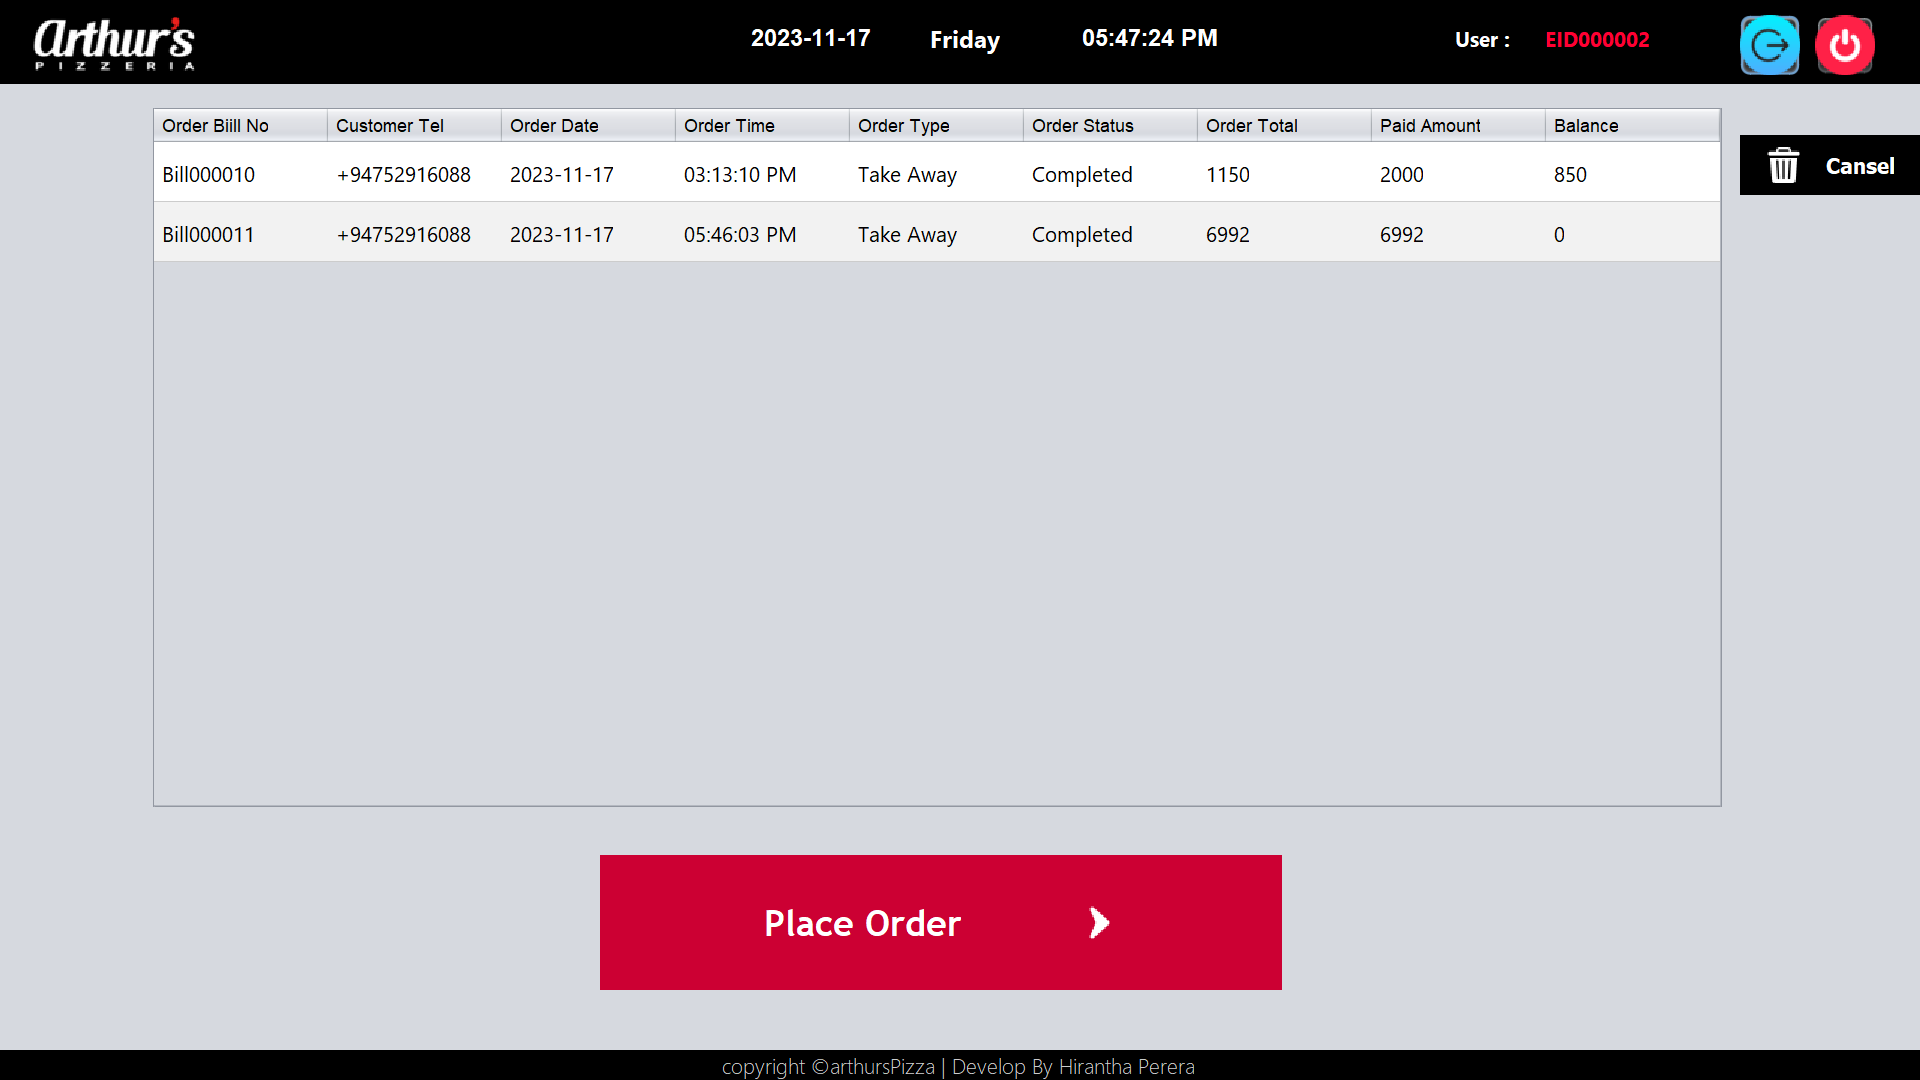 arthur's
PIZZERIA
2023-11-17 Friday 05:47:24 PM User : EID000002
Order Biill No Customer Tel Order Date Order Time Order Type Order Status Order Total Paid Amount Balance
Bill000010 +94752916088 2023-11-17 03:13:10 PM Take Away Completed 1150 2000 850
Bill000011 +94752916088 2023-11-17 05:46:03 PM Take Away Completed 6992 6992 0
Cansel
Place Order
copyright ©arthursPizza | Develop By Hirantha Perera